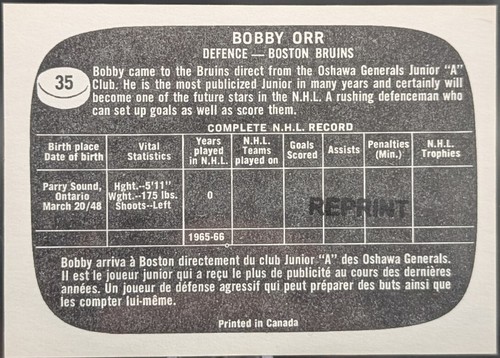 BOBBY ORR
DEFENCE — BOSTON BRUINS
35
Bobby came to the Bruins direct from the Oshawa Generals Junior "A"
Club. He is the most publicized Junior in many years and certainly will
become one of the future stars in the N.H.L. A rushing defenceman who
can set up goals as well as score them.
COMPLETE N.H.L. RECORD
Birth place Date of birth | Vital Statistics | Years played in N.H.L. | N.H.L. Teams played on | Goals Scored | Assists | Penalties (Min.) | N.H.L. Trophies
Parry Sound, Hght.--5'11"
Ontario Wght.--175 lbs. 0
March 20/48 Shoots--Left
REPRINT
1965-66
Bobby arriva à Boston directement du club Junior "A" des Oshawa Generals.
Il est le joueur junior qui a reçu le plus de publicité au cours des dernières
années. Un joueur de défense agressif qui peut préparer des buts ainsi que
les compter lui-même.
Printed in Canada